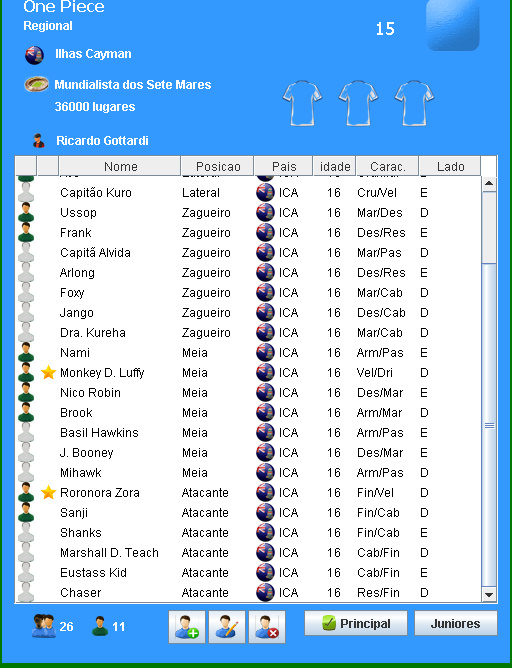 One Piece
Regional
15
Ilhas Cayman
Mundialista dos Sete Mares
36000 lugares
Ricardo Gottardi
Nome Posicao Pais idade Carac. Lado
Capitão Kuro Lateral ICA 16 Cru/Vel E
Ussop Zagueiro ICA 16 Mar/Des D
Frank Zagueiro ICA 16 Des/Res E
Capitã Alvida Zagueiro ICA 16 Mar/Pas D
Arlong Zagueiro ICA 16 Des/Res E
Foxy Zagueiro ICA 16 Mar/Cab D
Jango Zagueiro ICA 16 Des/Cab D
Dra. Kureha Zagueiro ICA 16 Mar/Cab D
Nami Meia ICA 16 Arm/Pas E
Monkey D. Luffy Meia ICA 16 Vel/Dri D
Nico Robin Meia ICA 16 Des/Mar E
Brook Meia ICA 16 Arm/Mar D
Basil Hawkins Meia ICA 16 Arm/Pas E
J. Booney Meia ICA 16 Des/Mar E
Mihawk Meia ICA 16 Arm/Pas D
Roronora Zora Atacante ICA 16 Fin/Vel D
Sanji Atacante ICA 16 Fin/Cab D
Shanks Atacante ICA 16 Fin/Cab E
Marshall D. Teach Atacante ICA 16 Cab/Fin D
Eustass Kid Atacante ICA 16 Cab/Fin E
Chaser Atacante ICA 16 Res/Fin D
26 11 Principal Juniores